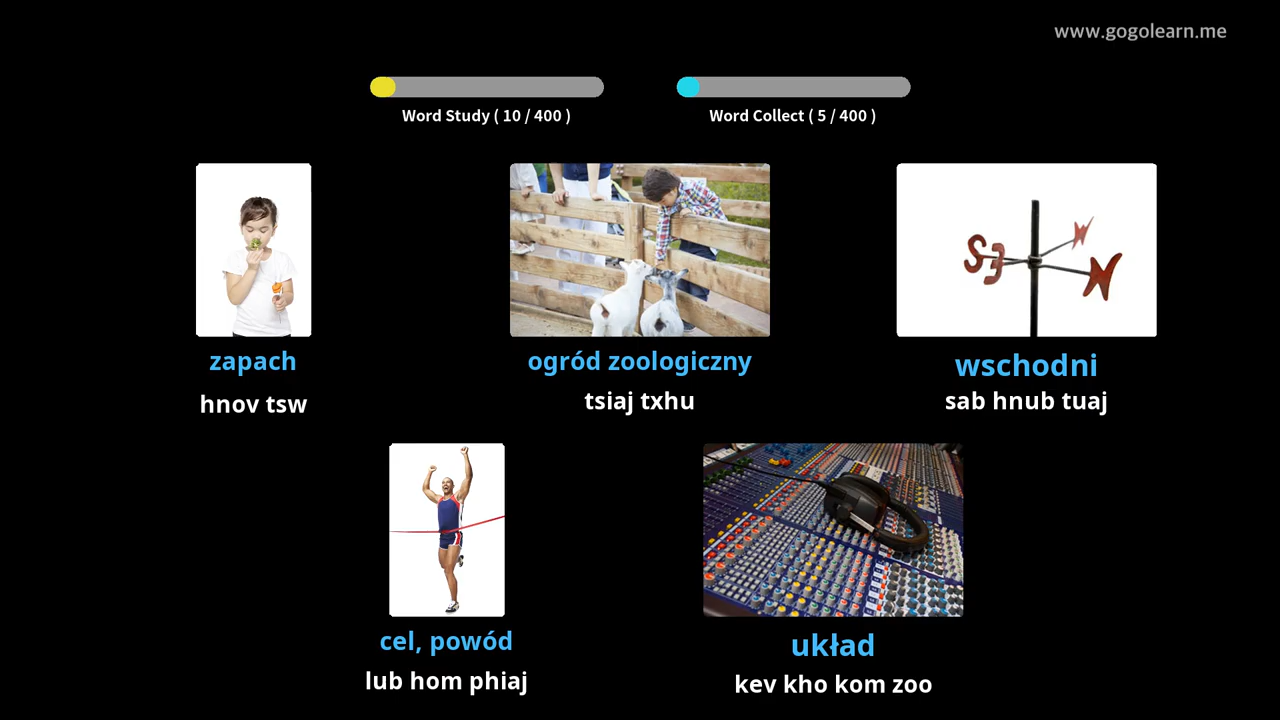 www.gogolearn.me
Word Study ( 10 / 400 )
Word Collect ( 5 / 400 )
S E N W
zapach
hnov tsw
ogród zoologiczny
tsiaj txhu
wschodni
sab hnub tuaj
cel, powód
lub hom phiaj
układ
kev kho kom zoo